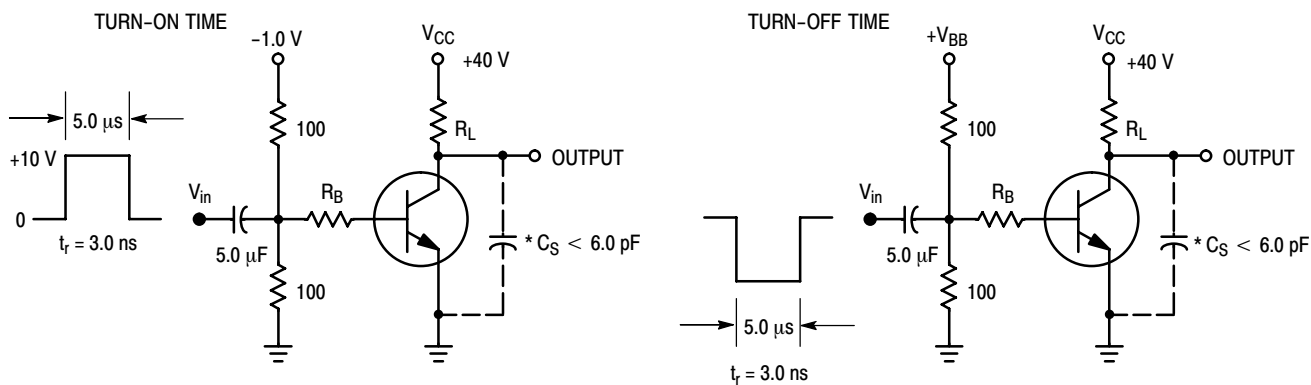 TURN−ON TIME
−1.0 V
VCC
+40 V
5.0 μs
100
RL
+10 V
OUTPUT
Vin
RB
0
5.0 μF
* CS < 6.0 pF
tr = 3.0 ns
100
TURN−OFF TIME
+VBB
VCC
+40 V
100
RL
OUTPUT
Vin
RB
5.0 μF
* CS < 6.0 pF
100
5.0 μs
tr = 3.0 ns